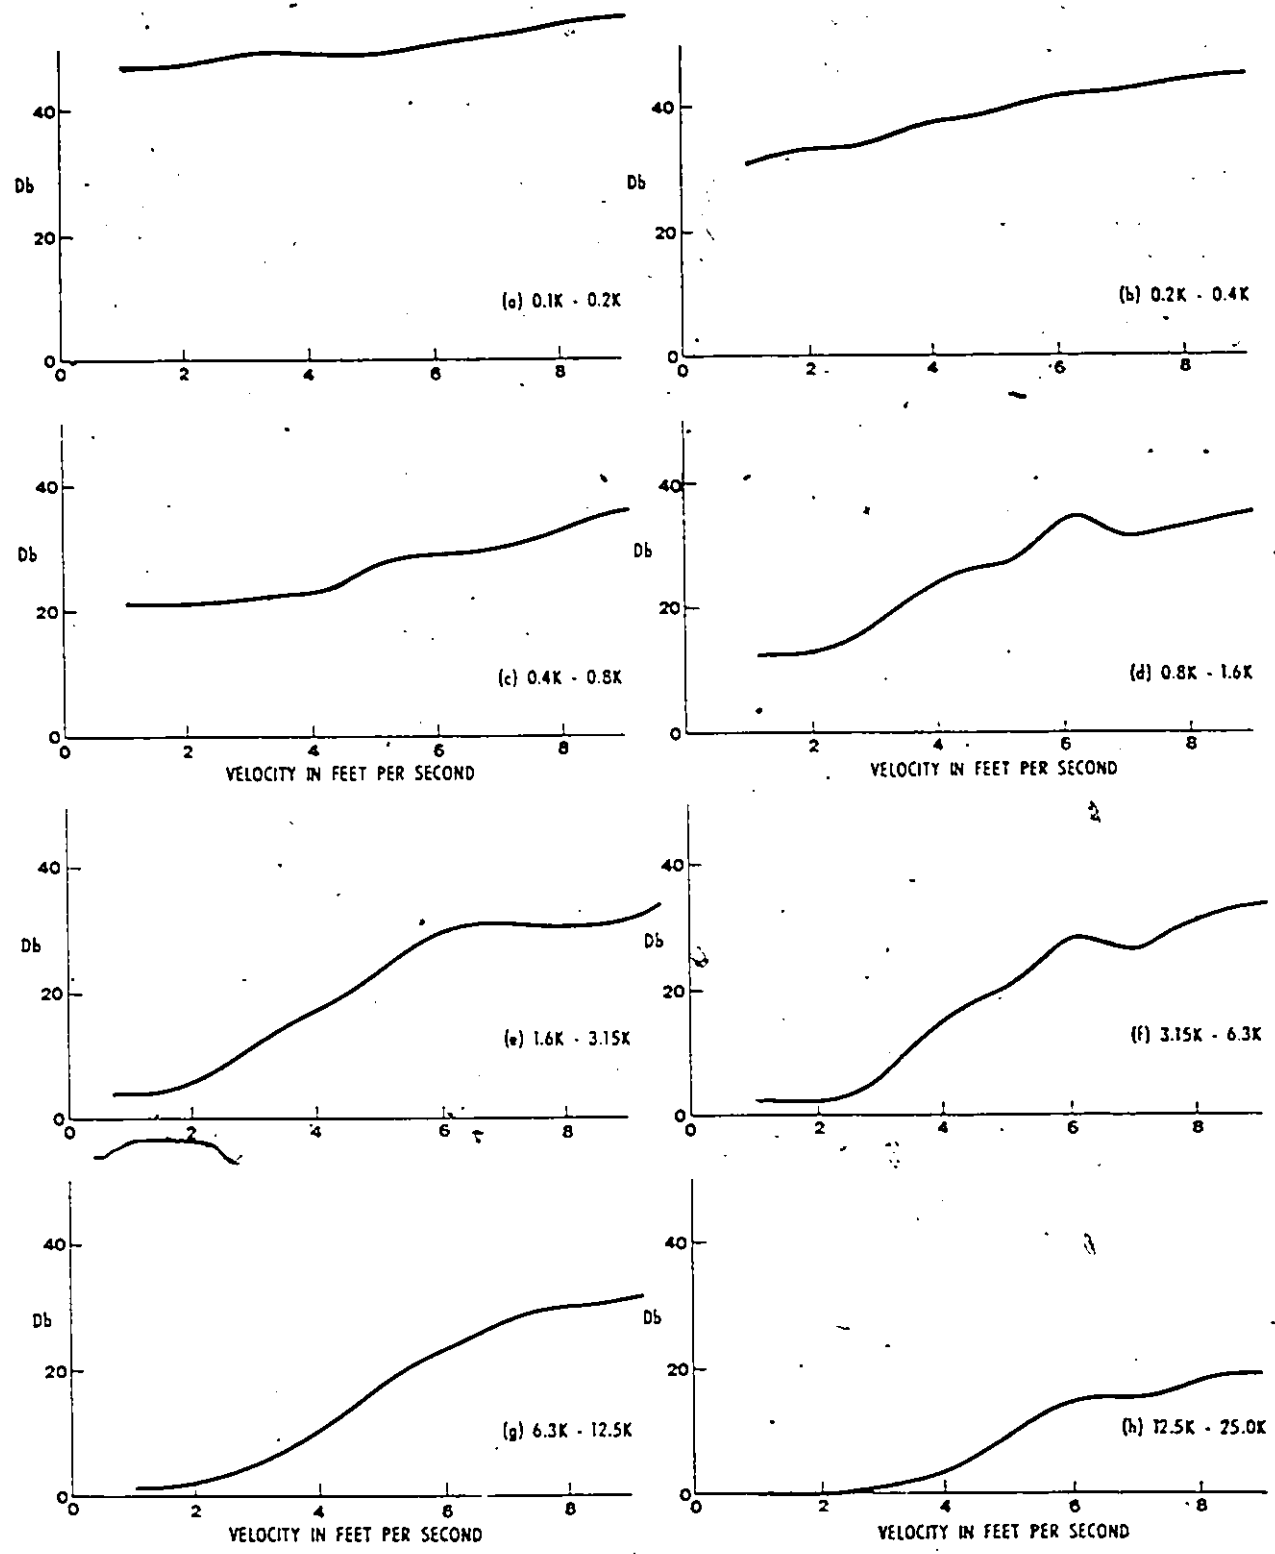 40
Db
20
(a) 0.1K - 0.2K
0
0 2 4 6 8
40
Db
20
(b) 0.2K - 0.4K
0
0 2 4 6 8
40
Db
20
(c) 0.4K - 0.8K
0
0 2 4 6 8
VELOCITY IN FEET PER SECOND
40
Db
20
(d) 0.8K - 1.6K
0
0 2 4 6 8
VELOCITY IN FEET PER SECOND
40
Db
20
(e) 1.6K - 3.15K
0
0 2 4 6 8
40
Db
20
(f) 3.15K - 6.3K
0
0 2 4 6 8
40
Db
20
(g) 6.3K - 12.5K
0
0 2 4 6 8
VELOCITY IN FEET PER SECOND
40
Db
20
(h) 12.5K - 25.0K
0
0 2 4 6 8
VELOCITY IN FEET PER SECOND